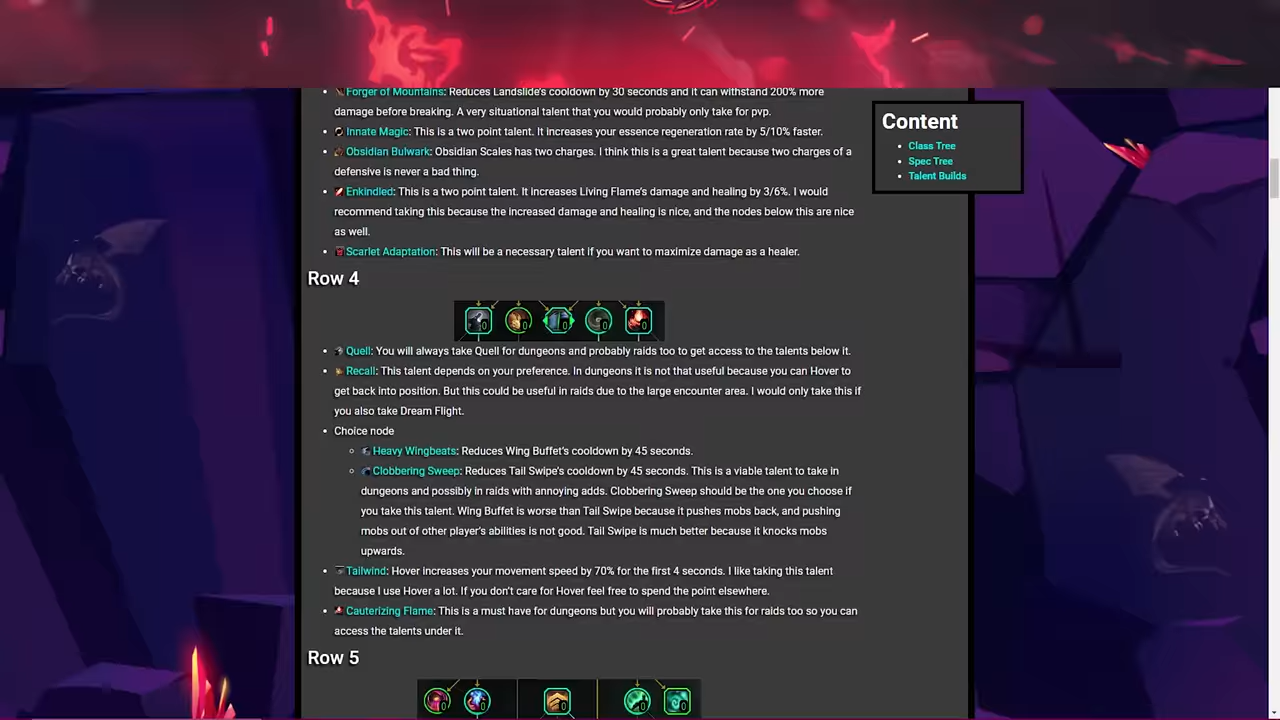 Forger of Mountains: Reduces Landslide's cooldown by 30 seconds and it can withstand 200% more
damage before breaking. A very situational talent that you would probably only take for pvp.
Innate Magic: This is a two point talent. It increases your essence regeneration rate by 5/10% faster.
Obsidian Bulwark: Obsidian Scales has two charges. I think this is a great talent because two charges of a
defensive is never a bad thing.
Enkindled: This is a two point talent. It increases Living Flame's damage and healing by 3/6%. I would
recommend taking this because the increased damage and healing is nice, and the nodes below this are nice
as well.
Scarlet Adaptation: This will be a necessary talent if you want to maximize damage as a healer.
Content
Class Tree
Spec Tree
Talent Builds
Row 4
0 0 0 0 0
Quell: You will always take Quell for dungeons and probably raids too to get access to the talents below it.
Recall: This talent depends on your preference. In dungeons it is not that useful because you can Hover to
get back into position. But this could be useful in raids due to the large encounter area. I would only take this if
you also take Dream Flight.
Choice node
Heavy Wingbeats: Reduces Wing Buffet's cooldown by 45 seconds.
Clobbering Sweep: Reduces Tail Swipe's cooldown by 45 seconds. This is a viable talent to take in
dungeons and possibly in raids with annoying adds. Clobbering Sweep should be the one you choose if
you take this talent. Wing Buffet is worse than Tail Swipe because it pushes mobs back, and pushing
mobs out of other player's abilities is not good. Tail Swipe is much better because it knocks mobs
upwards.
Tailwind: Hover increases your movement speed by 70% for the first 4 seconds. I like taking this talent
because I use Hover a lot. If you don't care for Hover feel free to spend the point elsewhere.
Cauterizing Flame: This is a must have for dungeons but you will probably take this for raids too so you can
access the talents under it.
Row 5
0 0 0 0 0